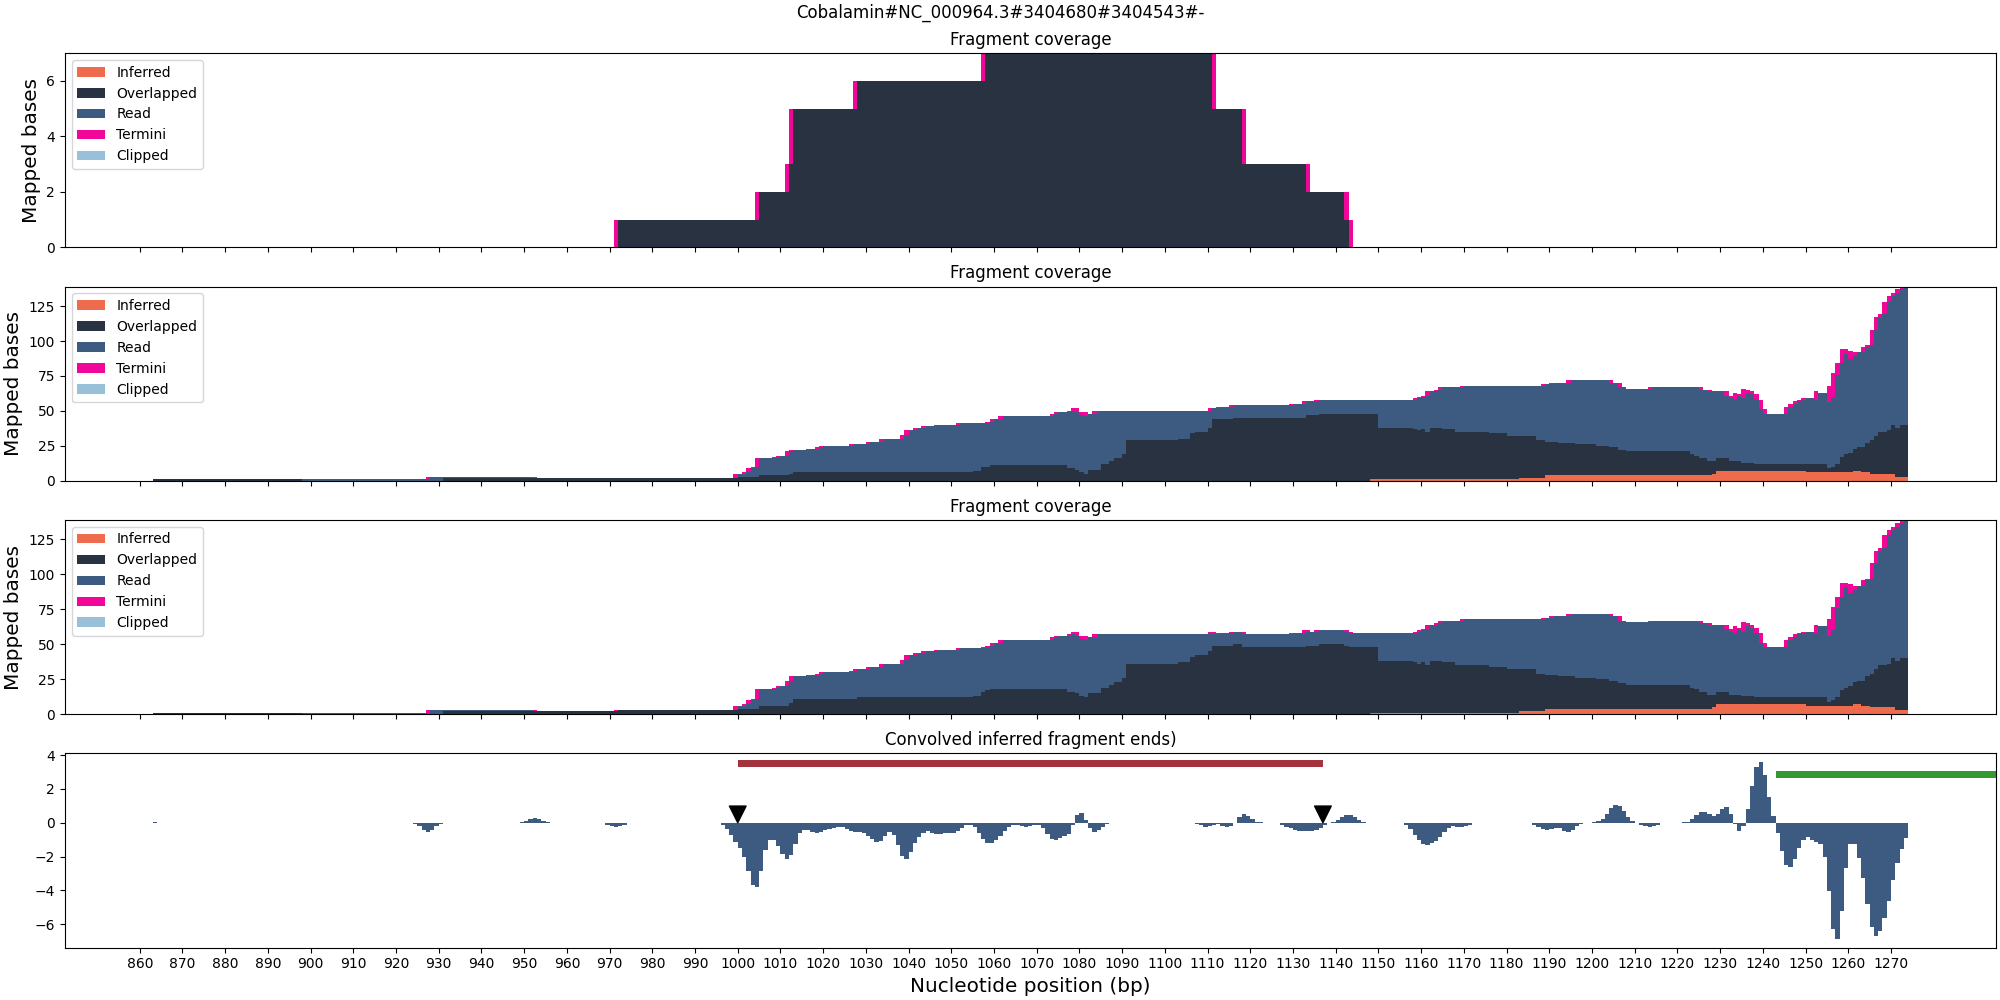 Cobalamin#NC_000964.3#3404680#3404543#-
Fragment coverage
Mapped bases
6
4
2
0
Inferred
Overlapped
Read
Termini
Clipped
Fragment coverage
Mapped bases
125
100
75
50
25
0
Inferred
Overlapped
Read
Termini
Clipped
Fragment coverage
Mapped bases
125
100
75
50
25
0
Inferred
Overlapped
Read
Termini
Clipped
Convolved inferred fragment ends)
4
2
0
−2
−4
−6
860 870 880 890 900 910 920 930 940 950 960 970 980 990 1000 1010 1020 1030 1040 1050 1060 1070 1080 1090 1100 1110 1120 1130 1140 1150 1160 1170 1180 1190 1200 1210 1220 1230 1240 1250 1260 1270
Nucleotide position (bp)